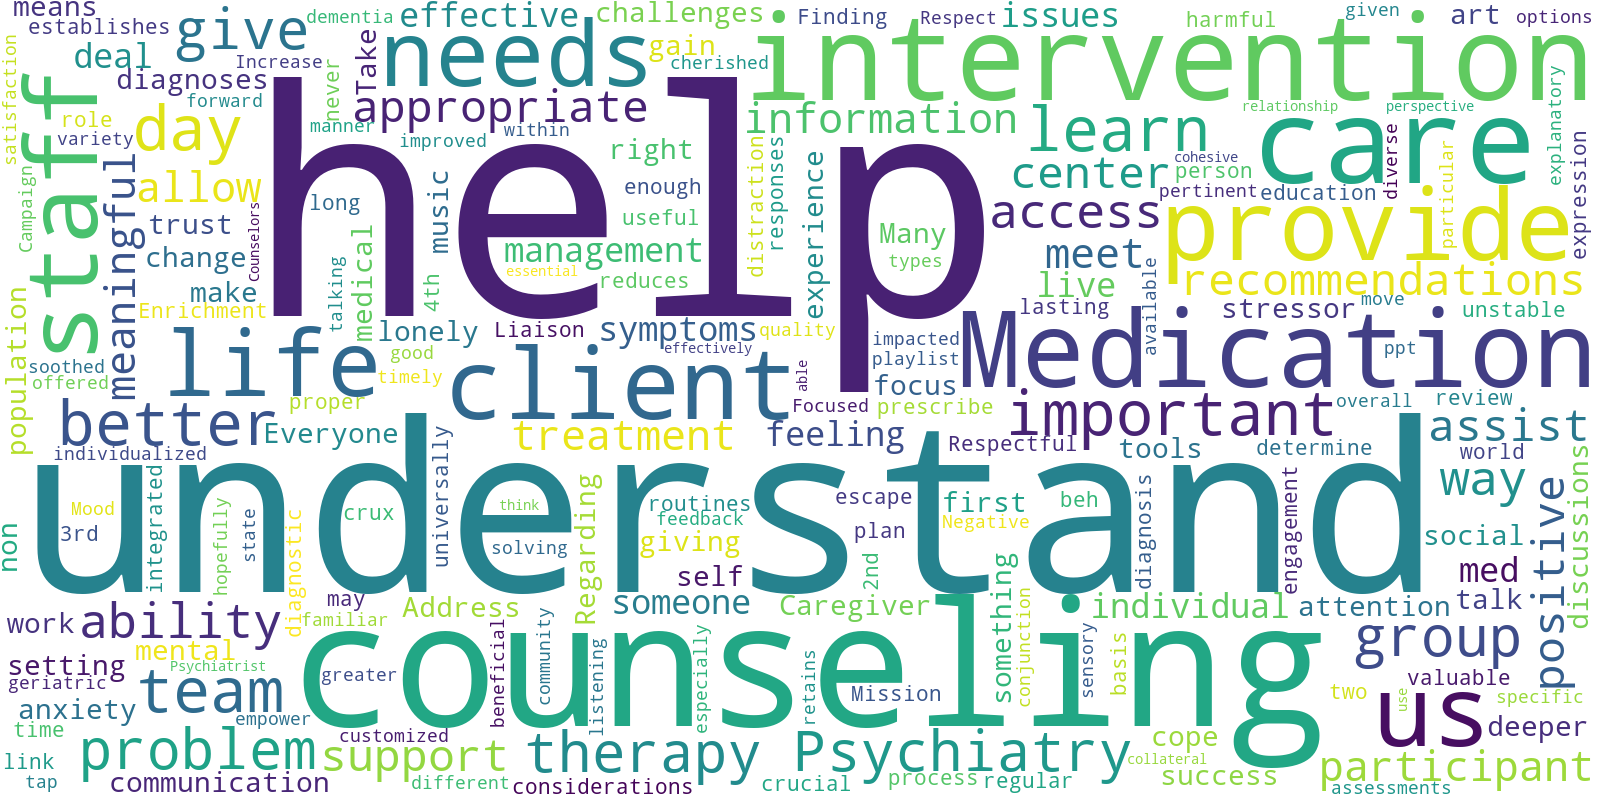 means
establishes
dementia
effective
challenges
Finding
Respect
issues
harmful
given
art
options
deal
give
needs
gain
intervention
cherished
diagnoses
Increase
Take
never
satisfaction
forward
appropriate
information
relationship
perspective
explanatory
staff
role
variety
day
manner
improved
within
right
learn
care
cohesive
diverse
particular
expression
meaningful
allow
help
enough
distraction
responses
experience
center
person
pertinent
education
Campaign
trust
Counselors
long
music
useful
Many
types
access
provide
change
talking
medical
4th
management
essential
reduces
meet
available
recommendations
make
Enrichment
live
population
life
lonely
Liaison
symptoms
quality
impacted
lasting
stressor
move
unstable
soothed
offered
good
timely
effectively
client
able
playlist
focus
Medication
ppt
better
proper
Everyone
Focused
prescribe
important
overall
review
individualized
universally
treatment
feeling
Respectful
tools
determine
assist
world
understand
non
Mood
3rd
integrated
hopefully
state
diagnostic
crux
think
solving
routines
feedback
Regarding
giving
escape
plan
first
Negative
beh
diagnosis
engagement
way
social
positive
discussions
2nd
self
med
work
ability
may
familiar
Address
someone
Caregiver
something
conjunction
individual
attention
talk
setting
mental
Psychiatrist
geriatric
counseling
beneficial
community
listening
especially
retains
Mission
sensory
basis
group
valuable
anxiety
team
greater
empower
two
use
specific
us
deeper
time
link
tap
problem
customized
support
therapy
Psychiatry
collateral
cope
success
participant
communication
different
considerations
crucial
process
regular
assessments